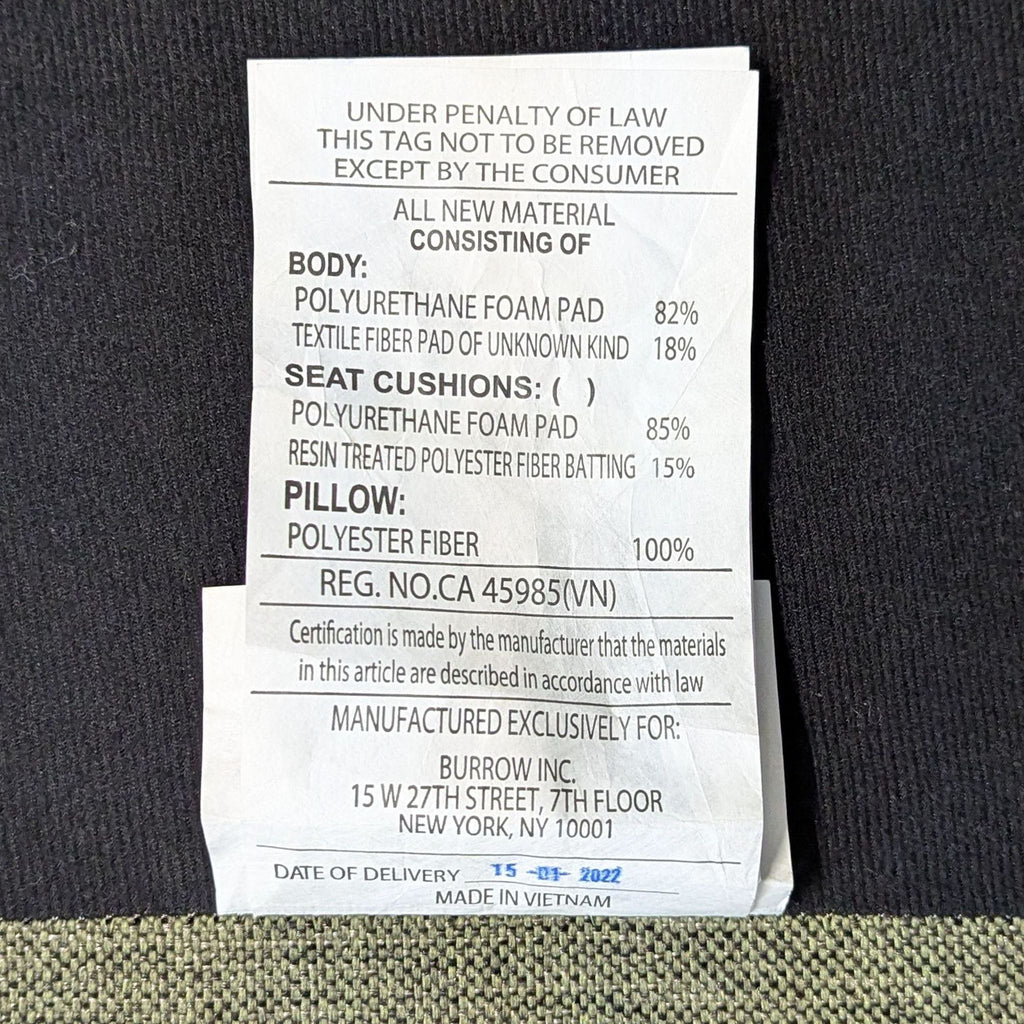 UNDER PENALTY OF LAW
THIS TAG NOT TO BE REMOVED
EXCEPT BY THE CONSUMER
ALL NEW MATERIAL
CONSISTING OF
BODY:
POLYURETHANE FOAM PAD 82%
TEXTILE FIBER PAD OF UNKNOWN KIND 18%
SEAT CUSHIONS: ( )
POLYURETHANE FOAM PAD 85%
RESIN TREATED POLYESTER FIBER BATTING 15%
PILLOW:
POLYESTER FIBER 100%
REG. NO.CA 45985(VN)
Certification is made by the manufacturer that the materials
in this article are described in accordance with law
MANUFACTURED EXCLUSIVELY FOR:
BURROW INC.
15 W 27TH STREET, 7TH FLOOR
NEW YORK, NY 10001
DATE OF DELIVERY 15 -01- 2022
MADE IN VIETNAM